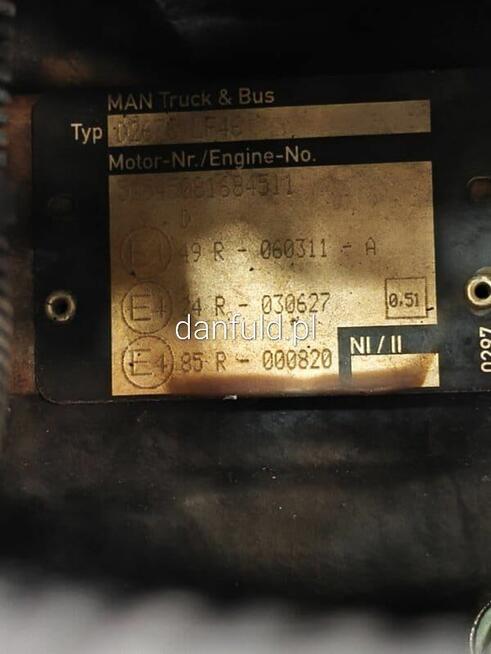 MAN Truck & Bus
Typ
Motor-Nr./Engine-No.
D
49 R - 060311 - A
E4 24 R - 030627 0.51
danfuld.pl
E4 85 R - 000820 NI / II
0297